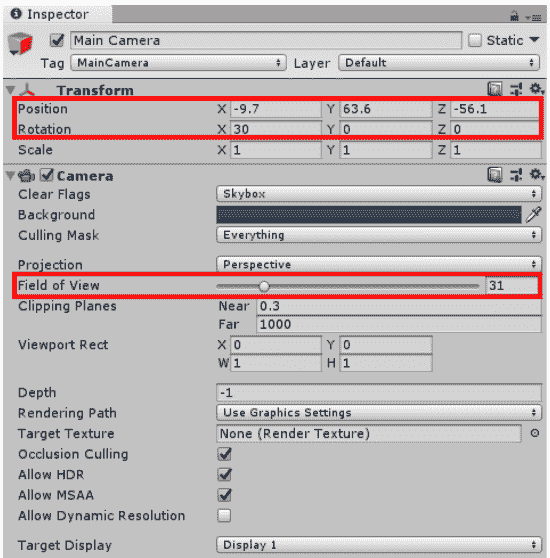 Inspector
Main Camera Static
Tag MainCamera Layer Default
Transform
Position X -9.7 Y 63.6 Z -56.1
Rotation X 30 Y 0 Z 0
Scale X 1 Y 1 Z 1
Camera
Clear Flags Skybox
Background
Culling Mask Everything
Projection Perspective
Field of View 31
Clipping Planes Near 0.3
Far 1000
Viewport Rect X 0 Y 0
W 1 H 1
Depth -1
Rendering Path Use Graphics Settings
Target Texture None (Render Texture)
Occlusion Culling
Allow HDR
Allow MSAA
Allow Dynamic Resolution
Target Display Display 1